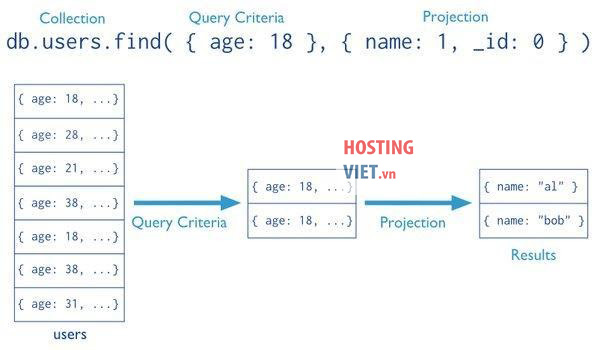 Collection Query Criteria Projection
db.users.find( { age: 18 }, { name: 1, _id: 0 } )
{ age: 18, ...}
{ age: 28, ...}
{ age: 21, ...}
{ age: 38, ...}
{ age: 18, ...}
{ age: 38, ...}
{ age: 31, ...}
users
Query Criteria
{ age: 18, ...}
{ age: 18, ...}
HOSTING
VIET.vn
Projection
{ name: "al" }
{ name: "bob" }
Results